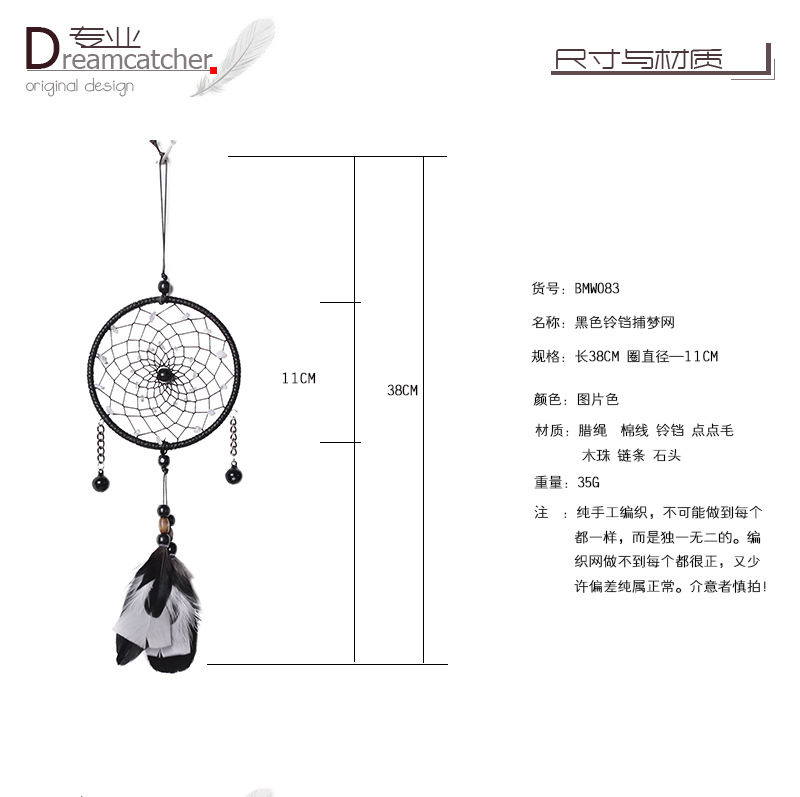 专业
Dreamcatcher.
original design
尺寸与材质
11CM
38CM
货号: BMW083
名称: 黑色铃铛捕梦网
规格: 长38CM 圈直径—11CM
颜色: 图片色
材质: 腊绳 棉线 铃铛 点点毛
木珠 链条 石头
重量: 35G
注 : 纯手工编织, 不可能做到每个
都一样, 而是独一无二的。编
织网做不到每个都很正, 又少
许偏差纯属正常。介意者慎拍!